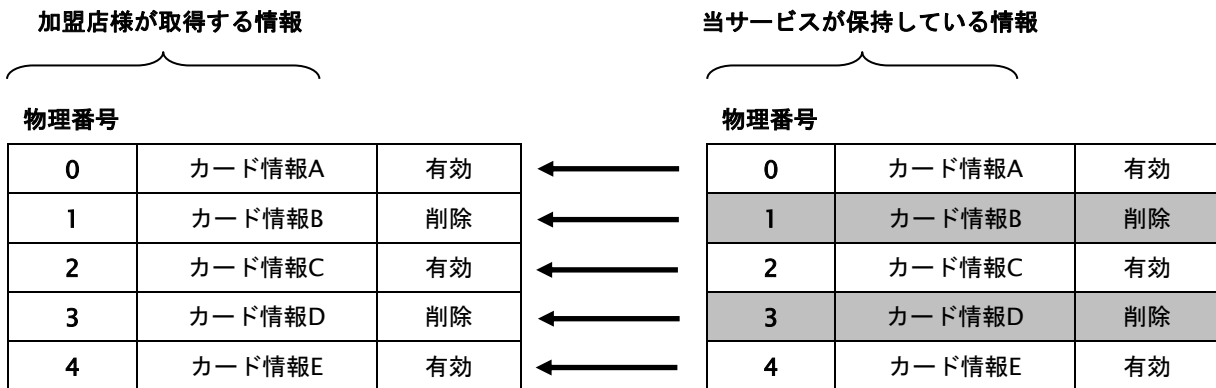 加盟店様が取得する情報 当サービスが保持している情報
物理番号 物理番号
0 カード情報A 有効 0 カード情報A 有効
1 カード情報B 削除 1 カード情報B 削除
2 カード情報C 有効 2 カード情報C 有効
3 カード情報D 削除 3 カード情報D 削除
4 カード情報E 有効 4 カード情報E 有効